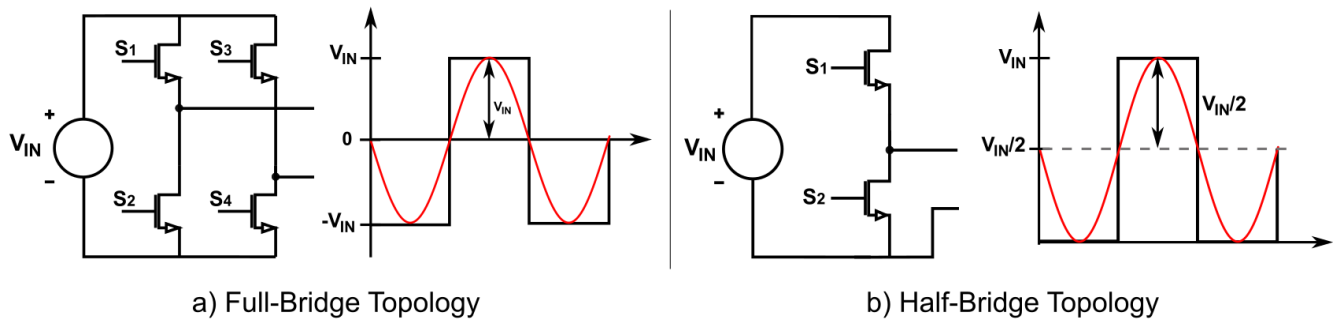 +
V_IN
−
S1
S3
S2
S4
V_IN
0
-V_IN
V_IN
a) Full-Bridge Topology
+
V_IN
−
S1
S2
V_IN
V_IN/2
V_IN/2
b) Half-Bridge Topology